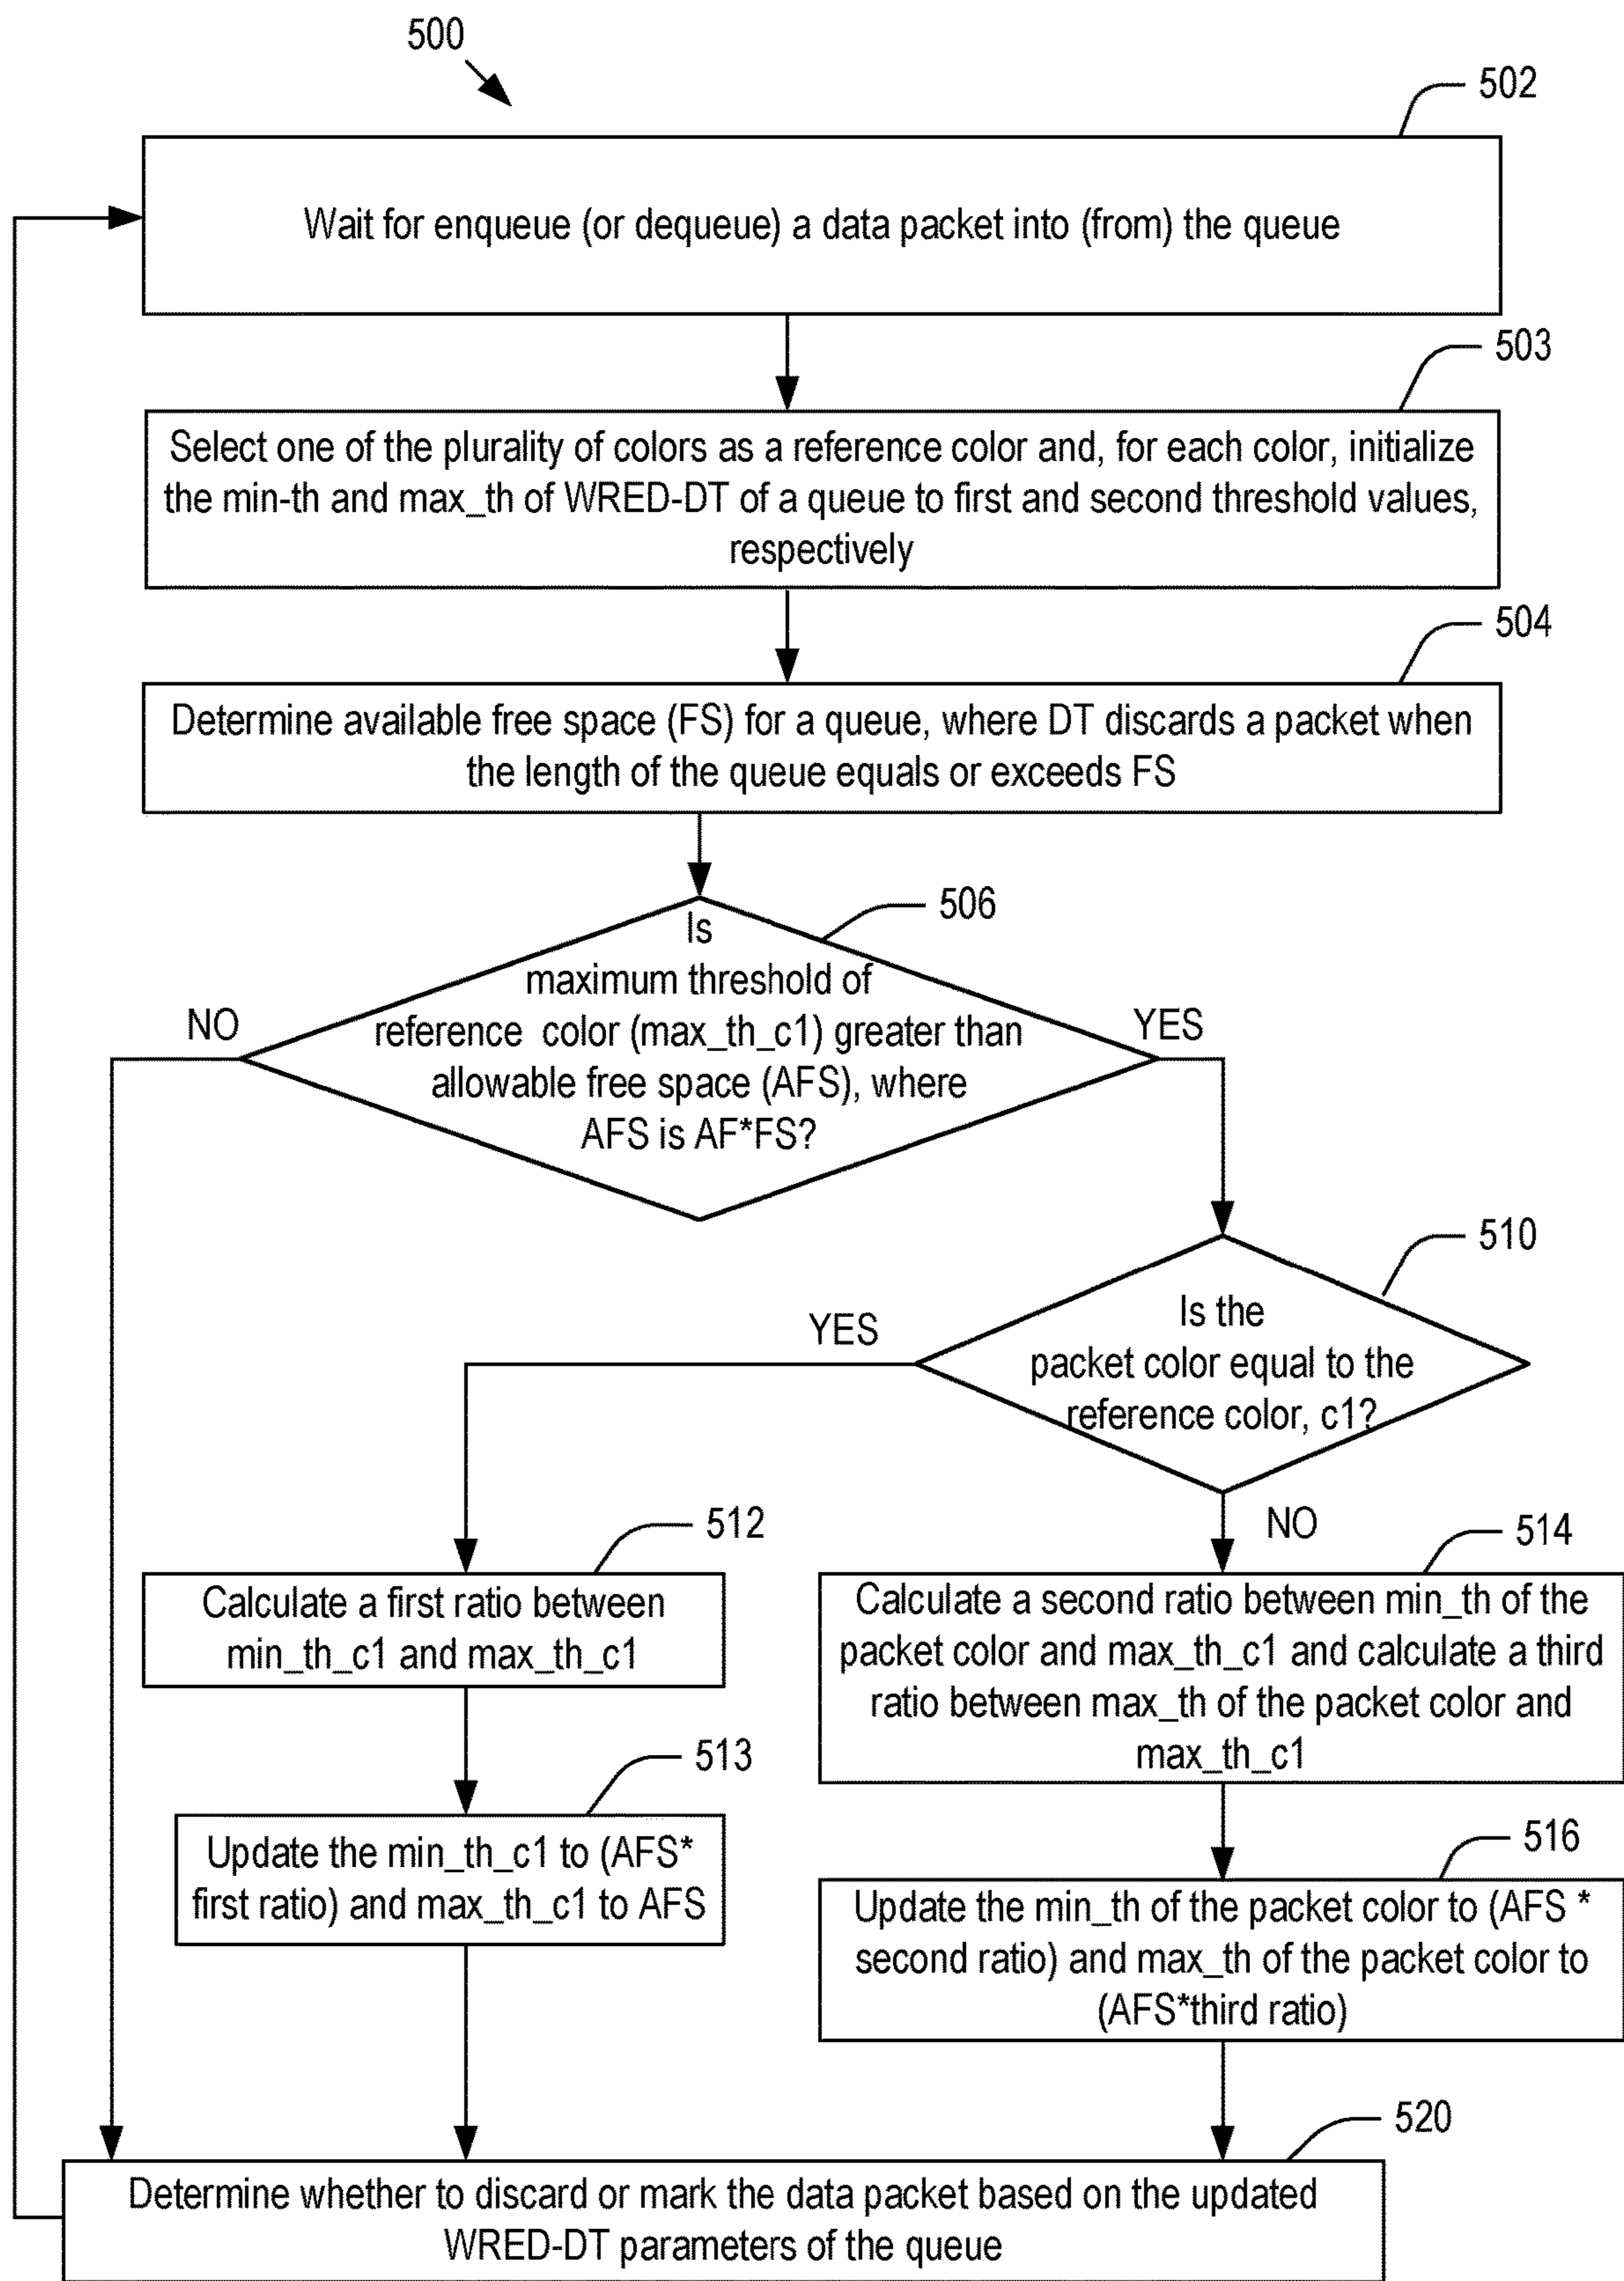 500
502
Wait for enqueue (or dequeue) a data packet into (from) the queue
503
Select one of the plurality of colors as a reference color and, for each color, initialize
the min-th and max_th of WRED-DT of a queue to first and second threshold values,
respectively
504
Determine available free space (FS) for a queue, where DT discards a packet when
the length of the queue equals or exceeds FS
506
Is
maximum threshold of
reference color (max_th_c1) greater than
allowable free space (AFS), where
AFS is AF*FS?
NO
YES
510
Is the
packet color equal to the
reference color, c1?
YES
NO
512
Calculate a first ratio between
min_th_c1 and max_th_c1
514
Calculate a second ratio between min_th of the
packet color and max_th_c1 and calculate a third
ratio between max_th of the packet color and
max_th_c1
513
Update the min_th_c1 to (AFS*
first ratio) and max_th_c1 to AFS
516
Update the min_th of the packet color to (AFS *
second ratio) and max_th of the packet color to
(AFS*third ratio)
520
Determine whether to discard or mark the data packet based on the updated
WRED-DT parameters of the queue